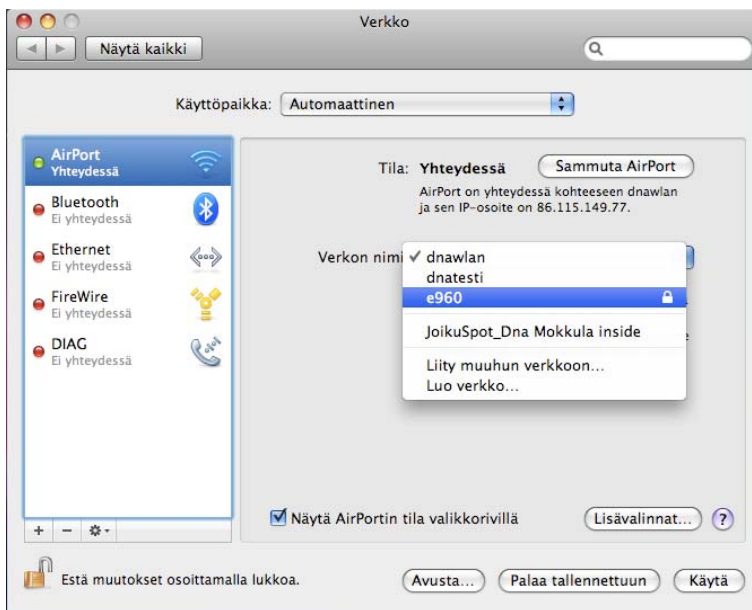 Verkko
Näytä kaikki
Käyttöpaikka: Automaattinen
AirPort
Yhteydessä
Bluetooth
Ei yhteydessä
Ethernet
Ei yhteydessä
FireWire
Ei yhteydessä
DIAG
Ei yhteydessä
+ −
Tila: Yhteydessä
Sammuta AirPort
AirPort on yhteydessä kohteeseen dnawlan
ja sen IP-osoite on 86.115.149.77.
Verkon nimi ✓ dnawlan
dnatesti
e960
JoikuSpot_Dna Mokkula inside
Liity muuhun verkkoon...
Luo verkko...
Näytä AirPortin tila valikkorivillä
Lisävalinnat... ?
Estä muutokset osoittamalla lukkoa.
Avusta... Palaa tallennettuun Käytä